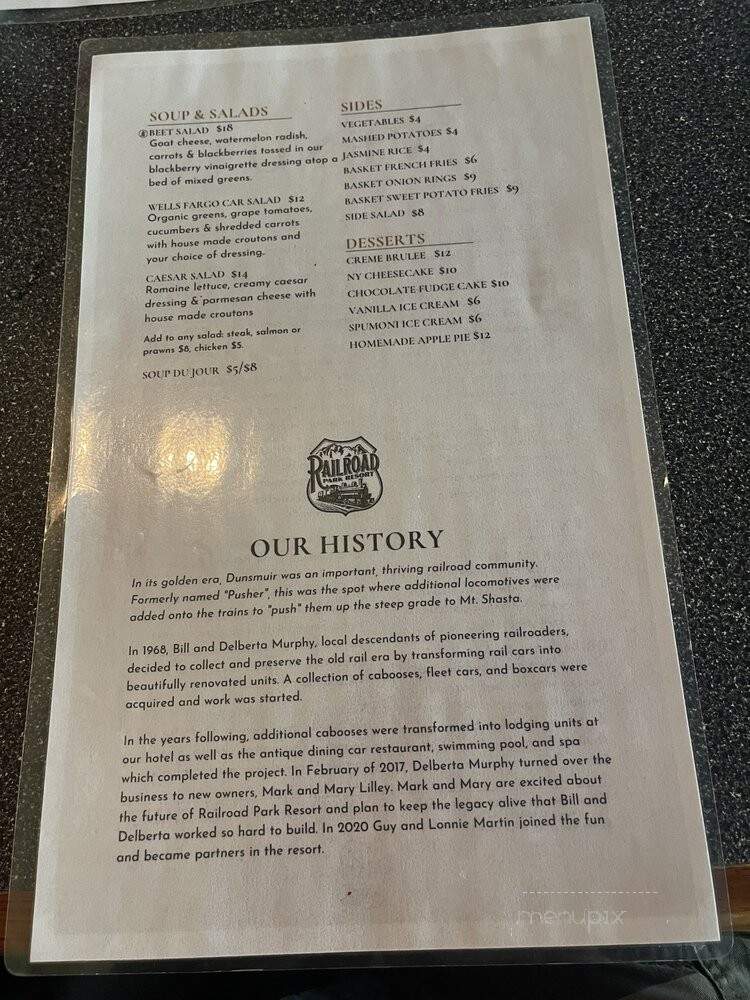 SOUP & SALADS
BEET SALAD $18
Goat cheese, watermelon radish,
carrots & blackberries tossed in our
blackberry vinaigrette dressing atop a
bed of mixed greens.
WELLS FARGO CAR SALAD $12
Organic greens, grape tomatoes,
cucumbers & shredded carrots
with house made croutons and
your choice of dressing.
CAESAR SALAD $14
Romaine lettuce, creamy caesar
dressing & parmesan cheese with
house made croutons
Add to any salad: steak, salmon or
prawns $8, chicken $5.
SOUP DU JOUR $5/$8
SIDES
VEGETABLES $4
MASHED POTATOES $4
JASMINE RICE $4
BASKET FRENCH FRIES $6
BASKET ONION RINGS $9
BASKET SWEET POTATO FRIES $9
SIDE SALAD $8
DESSERTS
CREME BRULEE $12
NY CHEESECAKE $10
CHOCOLATE FUDGE CAKE $10
VANILLA ICE CREAM $6
SPUMONI ICE CREAM $6
HOMEMADE APPLE PIE $12
RAILROAD
PARK RESORT
OUR HISTORY
In its golden era, Dunsmuir was an important, thriving railroad community.
Formerly named "Pusher", this was the spot where additional locomotives were
added onto the trains to "push" them up the steep grade to Mt. Shasta.
In 1968, Bill and Delberta Murphy, local descendants of pioneering railroaders,
decided to collect and preserve the old rail era by transforming rail cars into
beautifully renovated units. A collection of cabooses, fleet cars, and boxcars were
acquired and work was started.
In the years following, additional cabooses were transformed into lodging units at
our hotel as well as the antique dining car restaurant, swimming pool, and spa
which completed the project. In February of 2017, Delberta Murphy turned over the
business to new owners, Mark and Mary Lilley. Mark and Mary are excited about
the future of Railroad Park Resort and plan to keep the legacy alive that Bill and
Delberta worked so hard to build. In 2020 Guy and Lonnie Martin joined the fun
and became partners in the resort.
menupix